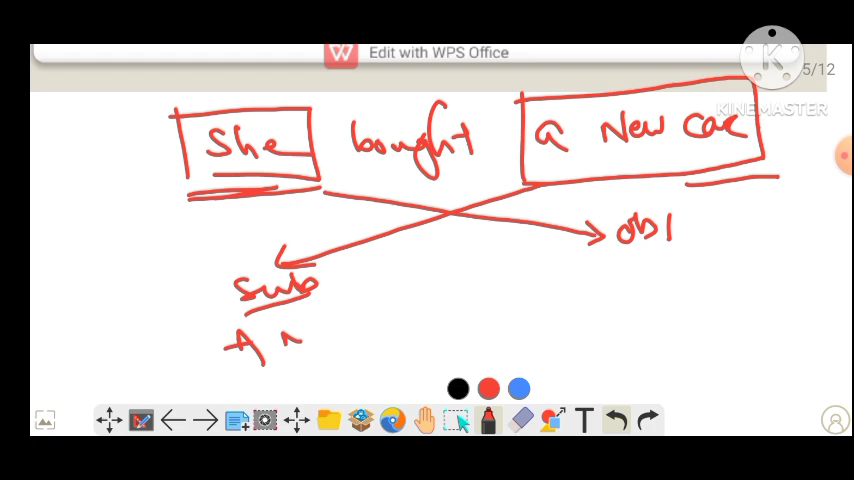 Edit with WPS Office
5/12
K
KINEMASTER
She bought a New car
obj
sub
A n
T